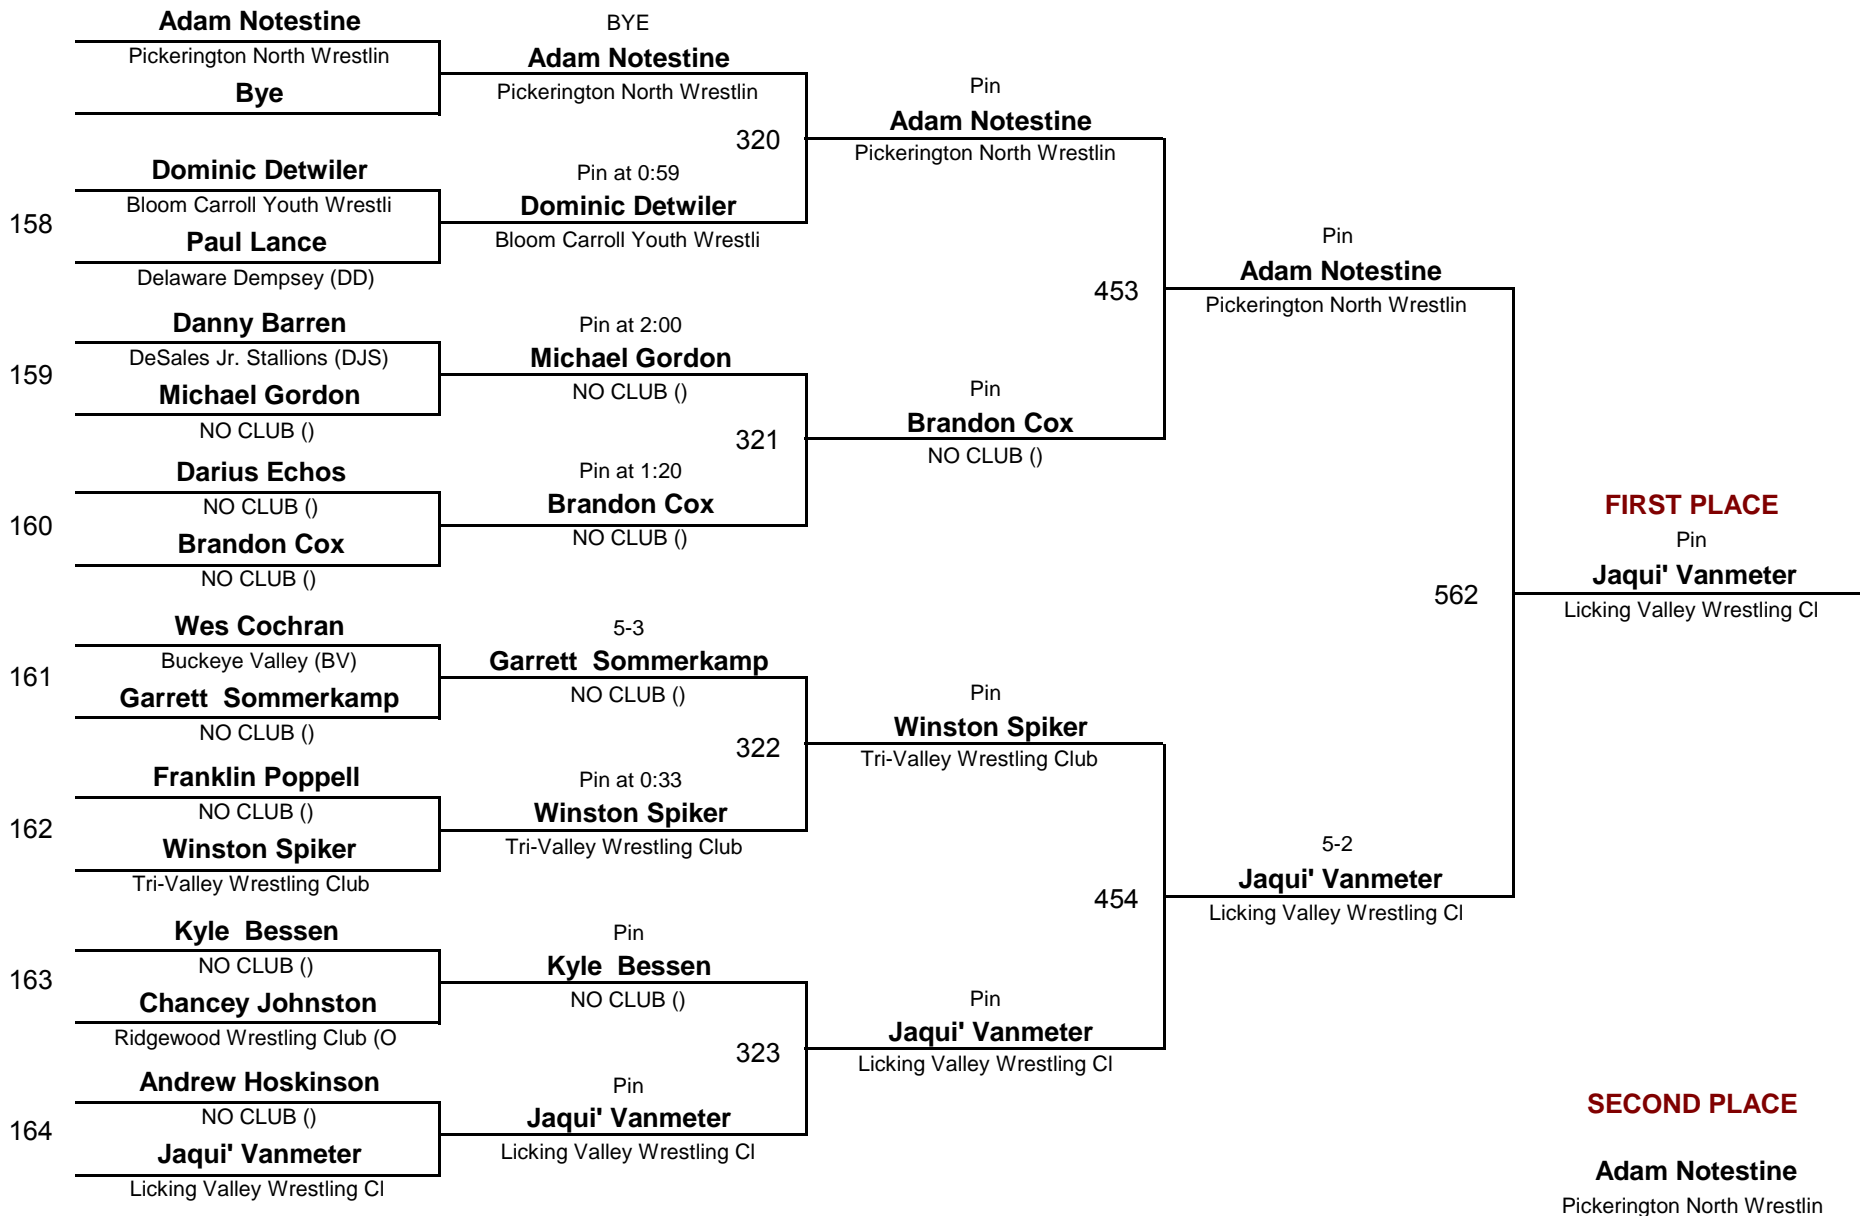 Adam Notestine
Pickerington North Wrestlin
Bye
158
Dominic Detwiler
Bloom Carroll Youth Wrestli
Paul Lance
Delaware Dempsey (DD)
159
Danny Barren
DeSales Jr. Stallions (DJS)
Michael Gordon
NO CLUB ()
160
Darius Echos
NO CLUB ()
Brandon Cox
NO CLUB ()
161
Wes Cochran
Buckeye Valley (BV)
Garrett  Sommerkamp
NO CLUB ()
162
Franklin Poppell
NO CLUB ()
Winston Spiker
Tri-Valley Wrestling Club
163
Kyle  Bessen
NO CLUB ()
Chancey Johnston
Ridgewood Wrestling Club (O
164
Andrew Hoskinson
NO CLUB ()
Jaqui' Vanmeter
Licking Valley Wrestling Cl
BYE
Adam Notestine
Pickerington North Wrestlin
320
Pin at 0:59
Dominic Detwiler
Bloom Carroll Youth Wrestli
Pin at 2:00
Michael Gordon
NO CLUB ()
321
Pin at 1:20
Brandon Cox
NO CLUB ()
5-3
Garrett  Sommerkamp
NO CLUB ()
322
Pin at 0:33
Winston Spiker
Tri-Valley Wrestling Club
Pin
Kyle  Bessen
NO CLUB ()
323
Pin
Jaqui' Vanmeter
Licking Valley Wrestling Cl
Pin
Adam Notestine
Pickerington North Wrestlin
453
Pin
Brandon Cox
NO CLUB ()
Pin
Winston Spiker
Tri-Valley Wrestling Club
454
Pin
Jaqui' Vanmeter
Licking Valley Wrestling Cl
Pin
Adam Notestine
Pickerington North Wrestlin
562
5-2
Jaqui' Vanmeter
Licking Valley Wrestling Cl
FIRST PLACE
Pin
Jaqui' Vanmeter
Licking Valley Wrestling Cl
SECOND PLACE
Adam Notestine
Pickerington North Wrestlin